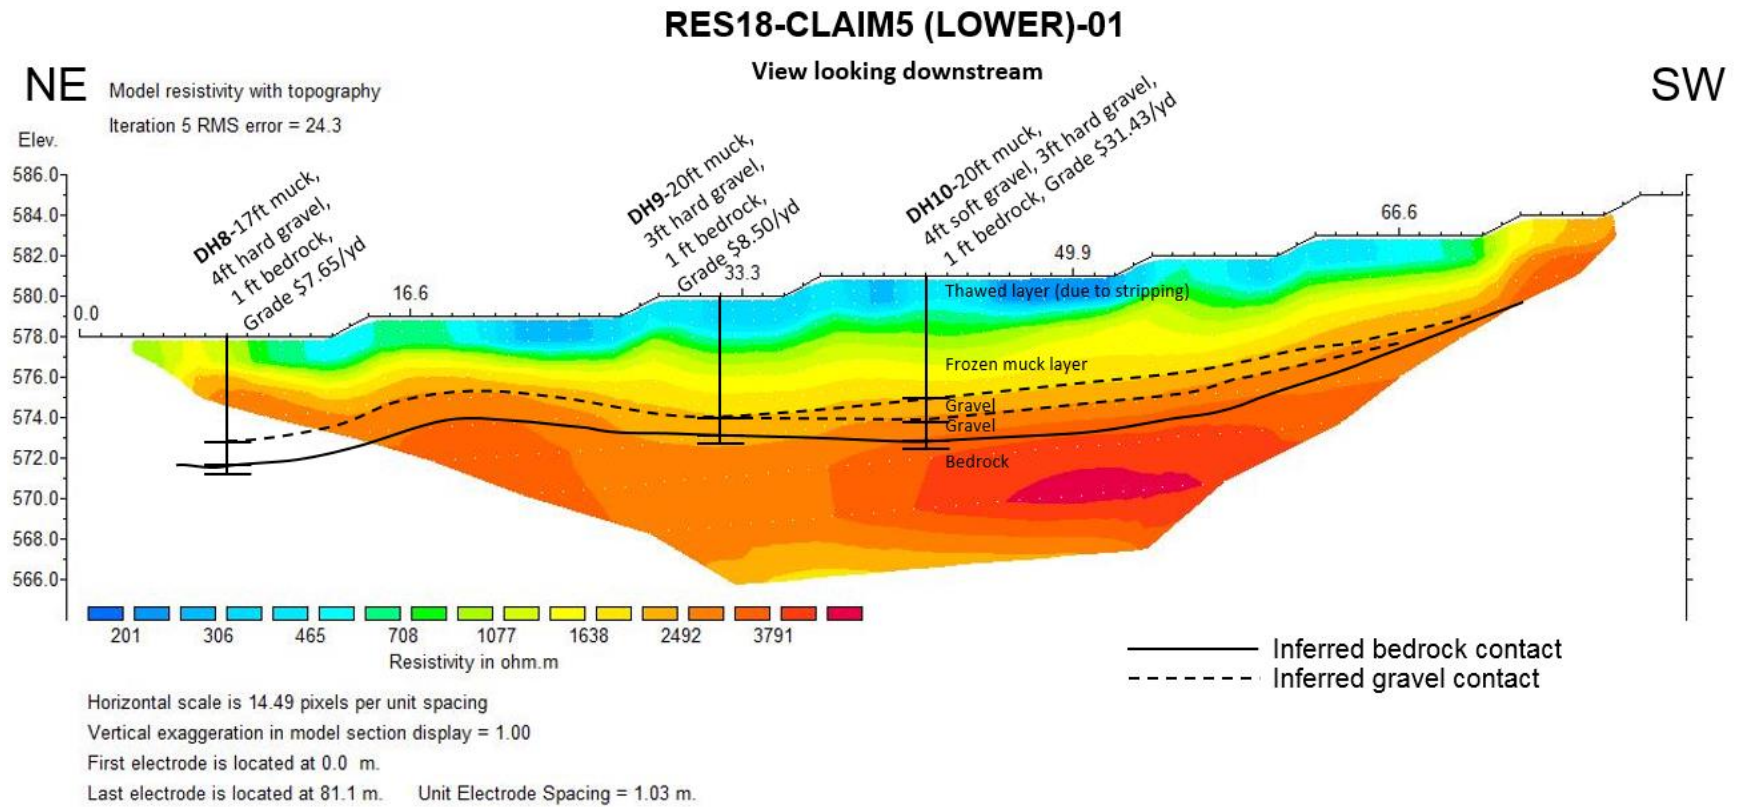 RES18-CLAIM5 (LOWER)-01
View looking downstream
NE
SW
Model resistivity with topography
Iteration 5 RMS error = 24.3
Elev.
586.0
584.0
582.0
580.0
578.0
576.0
574.0
572.0
570.0
568.0
566.0
DH8-17ft muck,
4ft hard gravel,
1 ft bedrock,
Grade $7.65/yd
DH9-20ft muck,
3ft hard gravel,
1 ft bedrock,
Grade $8.50/yd
DH10-20ft muck,
4ft soft gravel, 3ft hard gravel,
1 ft bedrock, Grade $31.43/yd
0.0
16.6
33.3
49.9
66.6
Thawed layer (due to stripping)
Frozen muck layer
Gravel
Gravel
Bedrock
201 306 465 708 1077 1638 2492 3791
Resistivity in ohm.m
Inferred bedrock contact
Inferred gravel contact
Horizontal scale is 14.49 pixels per unit spacing
Vertical exaggeration in model section display = 1.00
First electrode is located at 0.0 m.
Last electrode is located at 81.1 m. Unit Electrode Spacing = 1.03 m.